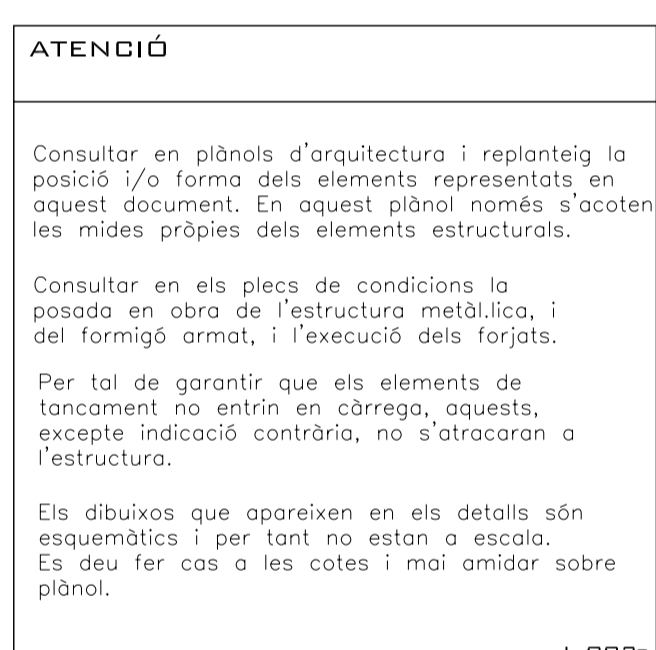 ATENCIÓ
Consultar en plànols d'arquitectura i replanteig la
posició i/o forma dels elements representats en
aquest document. En aquest plànol només s'acoten
les mides pròpies dels elements estructurals.
Consultar en els plecs de condicions la
posada en obra de l'estructura metàl.lica, i
del formigó armat, i l'execució dels forjats.
Per tal de garantir que els elements de
tancament no entrin en càrrega, aquests,
excepte indicació contrària, no s'atracaran a
l'estructura.
Els dibuixos que apareixen en els detalls són
esquemàtics i per tant no estan a escala.
Es deu fer cas a les cotes i mai amidar sobre
plànol.